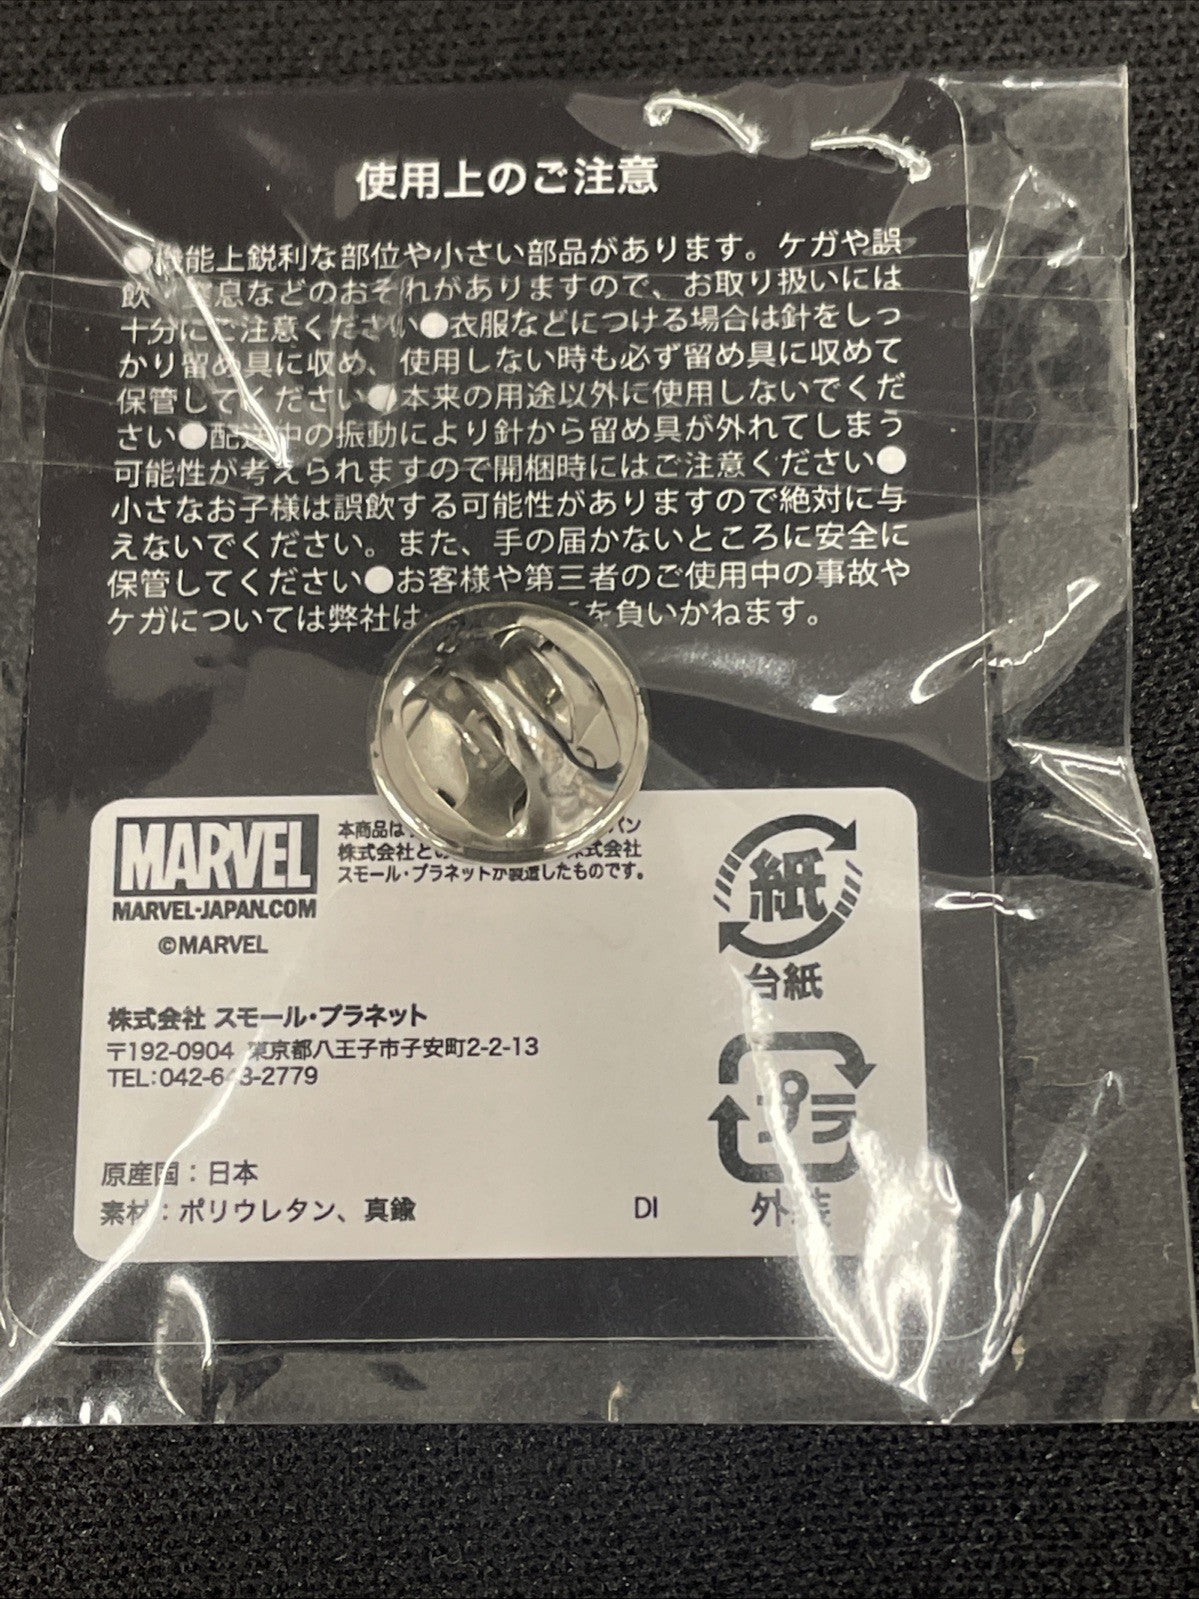 使用上のご注意
●機能上鋭利な部位や小さい部品があります。ケガや誤
飲・窒息などのおそれがありますので、お取り扱いには
十分にご注意ください●衣服などにつける場合は針をしっ
かり留め具に収め、使用しない時も必ず留め具に収めて
保管してください●本来の用途以外に使用しないでくだ
さい●配送中の振動により針から留め具が外れてしまう
可能性が考えられますので開梱時にはご注意ください●
小さなお子様は誤飲する可能性がありますので絶対に与
えないでください。また、手の届かないところに安全に
保管してください●お客様や第三者のご使用中の事故や
ケガについては弊社は を負いかねます。
MARVEL
MARVEL-JAPAN.COM
©MARVEL
本商品は パン
株式会社と 株式会社
スモール・プラネットが製造したものです。
紙
台紙
株式会社 スモール・プラネット
〒192-0904 東京都八王子市子安町2-2-13
TEL:042-643-2779
プラ
外装
原産国：日本
素材：ポリウレタン、真鍮
DI